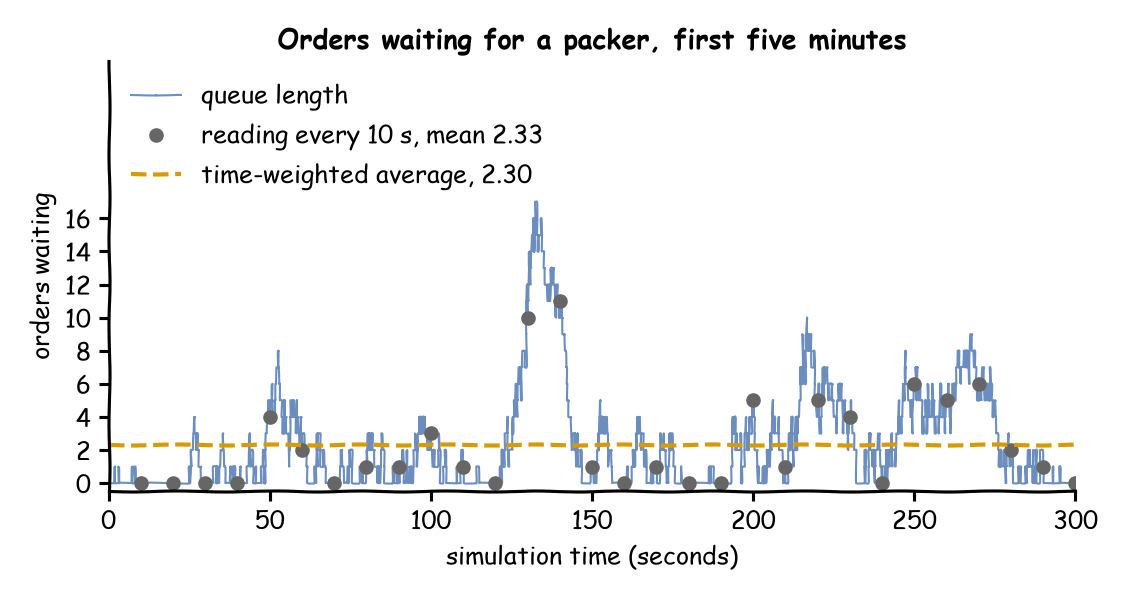 Orders waiting for a packer, first five minutes
queue length
reading every 10 s, mean 2.33
time-weighted average, 2.30
orders waiting
16
14
12
10
8
6
4
2
0
0 50 100 150 200 250 300
simulation time (seconds)